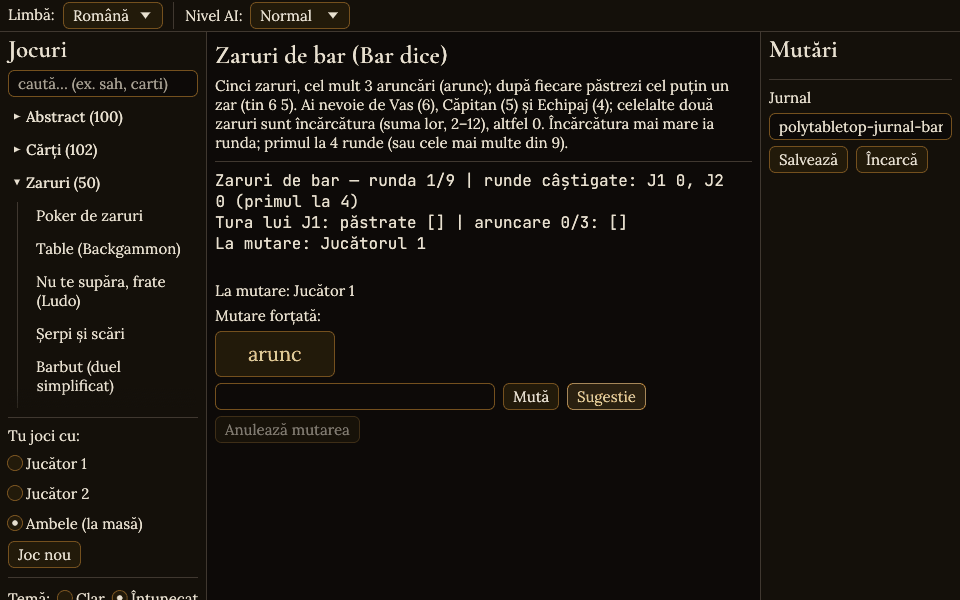 Limbă: Română ▼ Nivel AI: Normal ▼
Jocuri
caută... (ex. sah, carti)
▸ Abstract (100)
▸ Cărți (102)
▾ Zaruri (50)
Poker de zaruri
Table (Backgammon)
Nu te supăra, frate
(Ludo)
Șerpi și scări
Barbut (duel
simplificat)
Tu joci cu:
Jucător 1
Jucător 2
Ambele (la masă)
Joc nou
Temă: Clar Întunecat
Zaruri de bar (Bar dice)
Cinci zaruri, cel mult 3 aruncări (arunc); după fiecare păstrezi cel puțin un
zar (tin 6 5). Ai nevoie de Vas (6), Căpitan (5) și Echipaj (4); celelalte două
zaruri sunt încărcătura (suma lor, 2–12), altfel 0. Încărcătura mai mare ia
runda; primul la 4 runde (sau cele mai multe din 9).
Zaruri de bar — runda 1/9 | runde câștigate: J1 0, J2
0 (primul la 4)
Tura lui J1: păstrate [] | aruncare 0/3: []
La mutare: Jucătorul 1
La mutare: Jucător 1
Mutare forțată:
arunc
Mută
Sugestie
Anulează mutarea
Mutări
Jurnal
polytabletop-jurnal-bar
Salvează
Încarcă